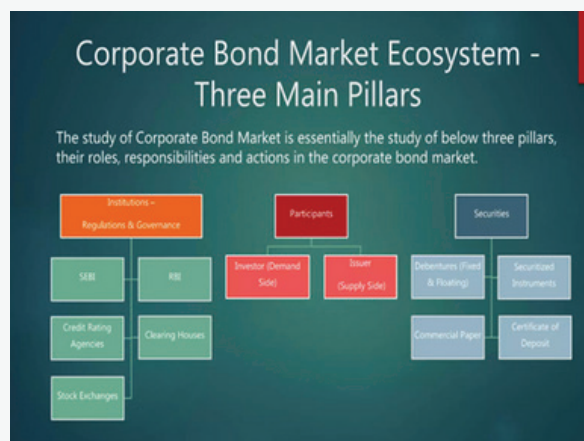 Corporate Bond Market Ecosystem -
Three Main Pillars
The study of Corporate Bond Market is essentially the study of below three pillars,
their roles, responsibilities and actions in the corporate bond market.
Institutions –
Regulations & Governance
SEBI
RBI
Credit Rating
Agencies
Clearing Houses
Stock Exchanges
Participants
Investor (Demand
Side)
Issuer
(Supply Side)
Securities
Debentures (Fixed
& Floating)
Securitized
Instruments
Commercial Paper
Certificate of
Deposit